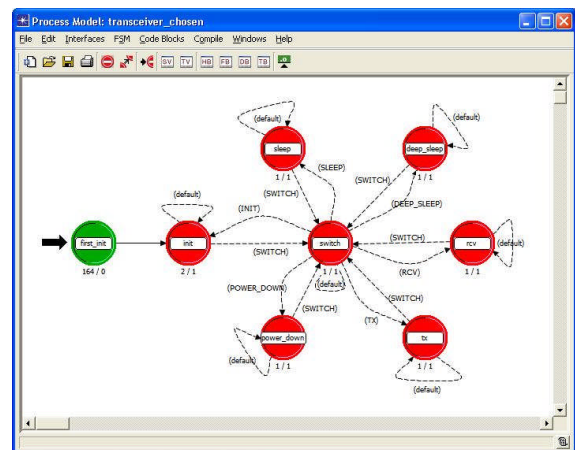 Process Model: transceiver_chosen
File Edit Interfaces FSM Code Blocks Compile Windows Help
SV TV HB FB DB TB
(default)
sleep
1 / 1
(default)
deep_sleep
1 / 1
(SLEEP)
(SWITCH)
(SWITCH)
(DEEP_SLEEP)
(default)
(INIT)
first_init
164 / 0
init
2 / 1
(SWITCH)
switch
1 / 1
(default)
(SWITCH)
rcv
1 / 1
(default)
(RCV)
(POWER_DOWN)
(SWITCH)
(SWITCH)
(TX)
power_down
1 / 1
(default)
tx
1 / 1
(default)